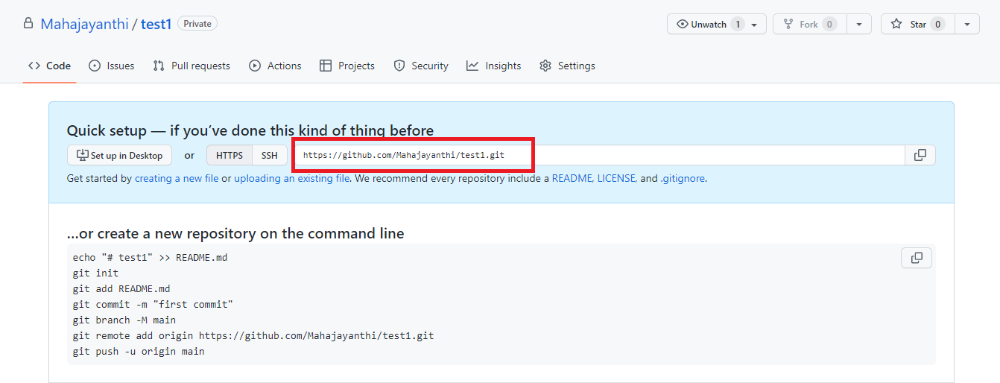 Mahajayanthi / test1 Private
Unwatch 1 Fork 0 Star 0
Code Issues Pull requests Actions Projects Security Insights Settings
Quick setup — if you’ve done this kind of thing before
Set up in Desktop or HTTPS SSH https://github.com/Mahajayanthi/test1.git
Get started by creating a new file or uploading an existing file. We recommend every repository include a README, LICENSE, and .gitignore.
…or create a new repository on the command line
echo "# test1" >> README.md
git init
git add README.md
git commit -m "first commit"
git branch -M main
git remote add origin https://github.com/Mahajayanthi/test1.git
git push -u origin main